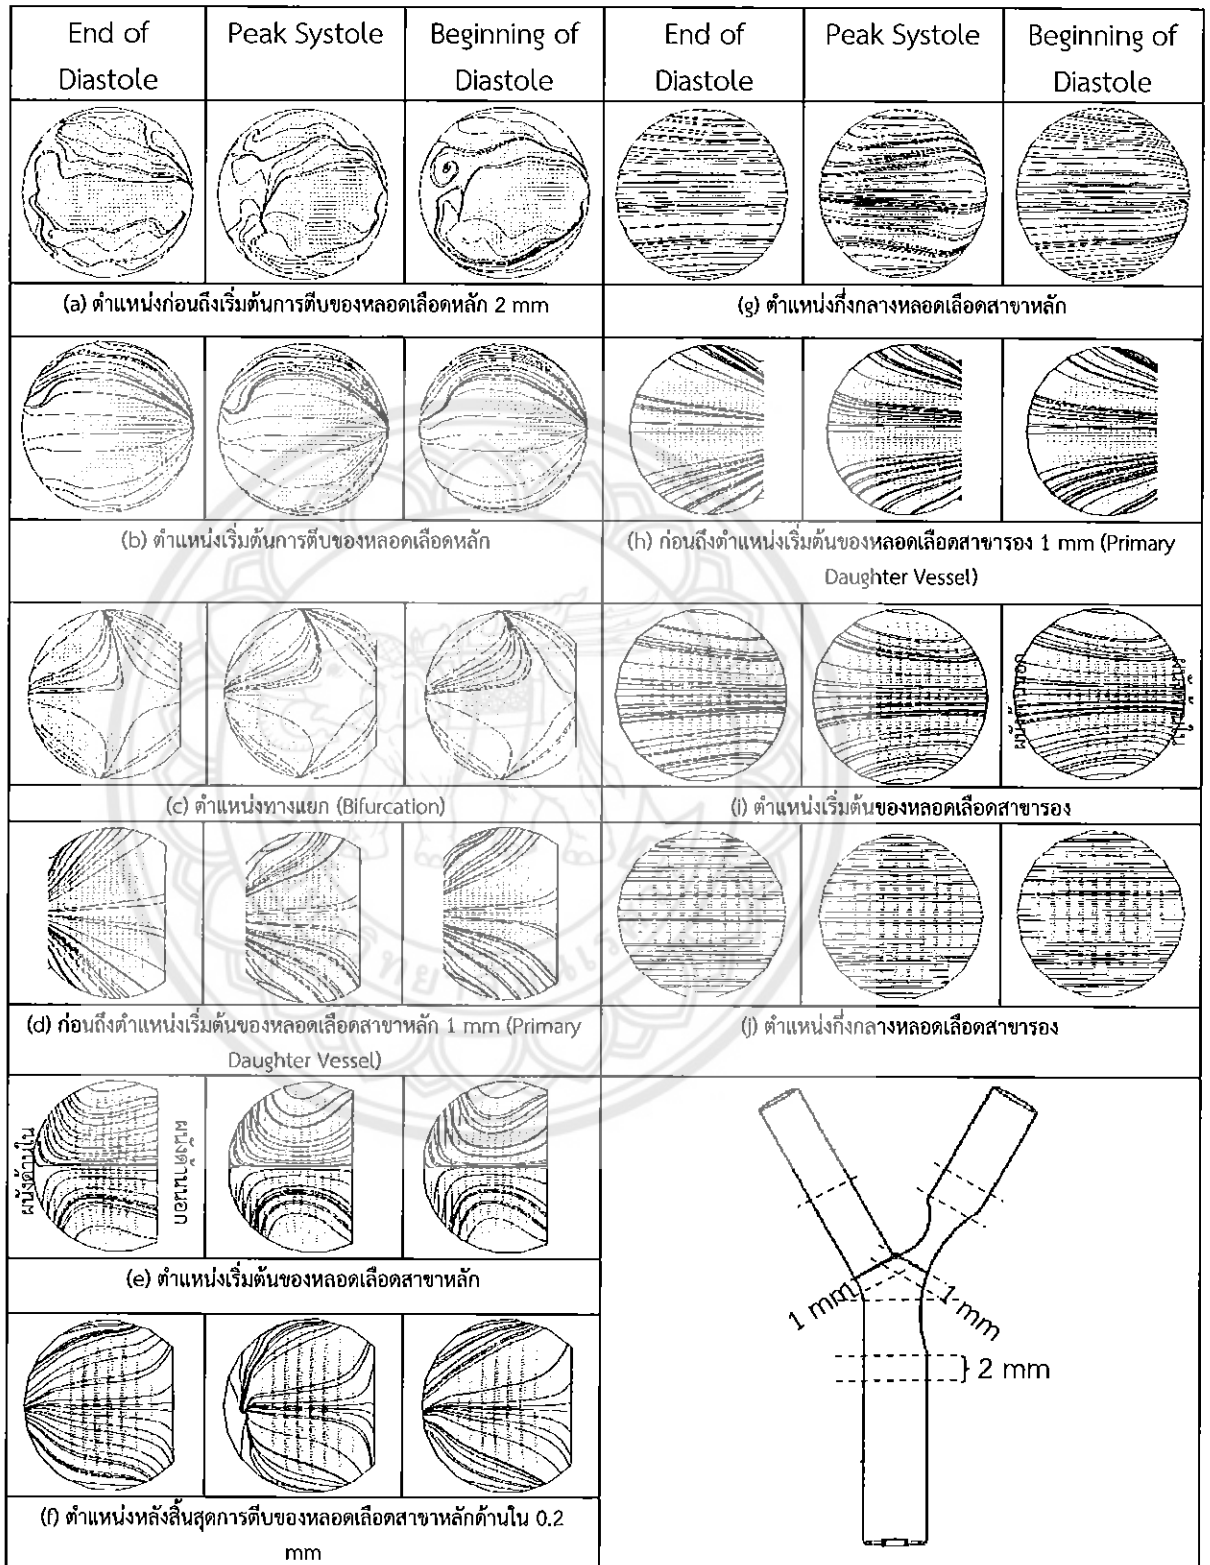 End of Diastole
Peak Systole
Beginning of Diastole
End of Diastole
Peak Systole
Beginning of Diastole
(a) ตำแหน่งก่อนถึงเริ่มต้นการตีบของหลอดเลือดหลัก 2 mm
(g) ตำแหน่งกึ่งกลางหลอดเลือดสาขาหลัก
(b) ตำแหน่งเริ่มต้นการตีบของหลอดเลือดหลัก
(h) ก่อนถึงตำแหน่งเริ่มต้นของหลอดเลือดสาขารอง 1 mm (Primary
Daughter Vessel)
ผนังด้านนอก
ผนังด้านใน
(c) ตำแหน่งทางแยก (Bifurcation)
(i) ตำแหน่งเริ่มต้นของหลอดเลือดสาขารอง
(d) ก่อนถึงตำแหน่งเริ่มต้นของหลอดเลือดสาขาหลัก 1 mm (Primary
Daughter Vessel)
(j) ตำแหน่งกึ่งกลางหลอดเลือดสาขารอง
ผนังด้านใน
ผนังด้านนอก
(e) ตำแหน่งเริ่มต้นของหลอดเลือดสาขาหลัก
1 mm
1 mm
2 mm
(f) ตำแหน่งหลังสิ้นสุดการตีบของหลอดเลือดสาขาหลักด้านใน 0.2
mm